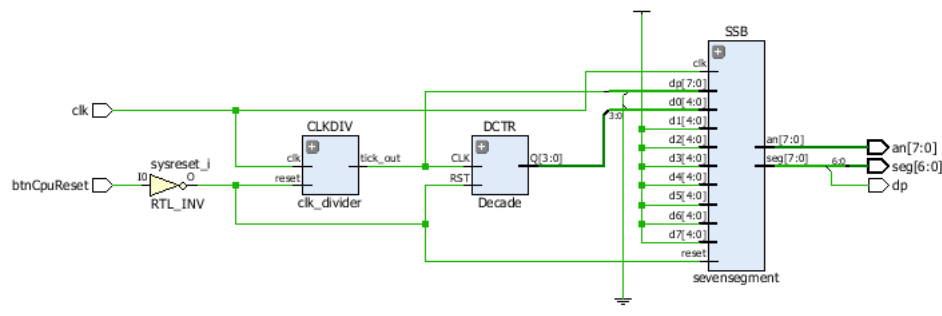 SSB
clk
dp[7:0]
clk
d0[4:0]
3:0
CLKDIV
DCTR
d1[4:0]
d2[4:0]
an[7:0]
an[7:0]
sysreset_i
clk
tick_out
CLK
Q[3:0]
d3[4:0]
seg[7:0]
6:0
seg[6:0]
btnCpuReset
I0
O
reset
RST
d4[4:0]
dp
RTL_INV
clk_divider
Decade
d5[4:0]
d6[4:0]
d7[4:0]
reset
sevensegment